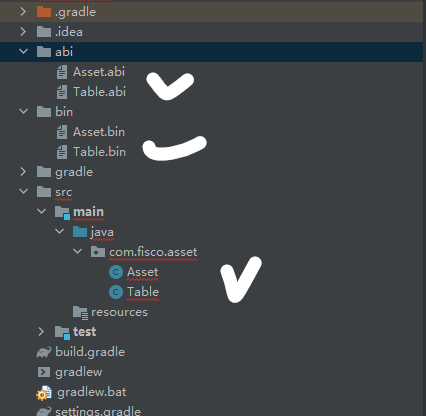 .gradle
.idea
abi
Asset.abi
Table.abi
bin
Asset.bin
Table.bin
gradle
src
main
java
com.fisco.asset
Asset
Table
resources
test
build.gradle
gradlew
gradlew.bat
settings.gradle